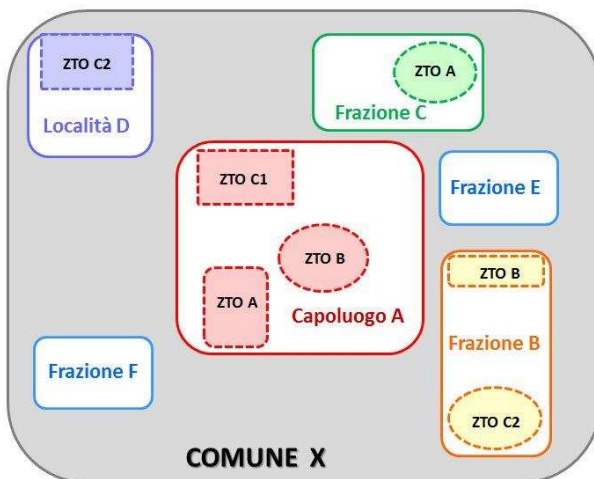 ZTO C2
Località D
ZTO A
Frazione C
ZTO C1
ZTO B
ZTO A
Capoluogo A
Frazione E
ZTO B
Frazione B
ZTO C2
Frazione F
COMUNE X